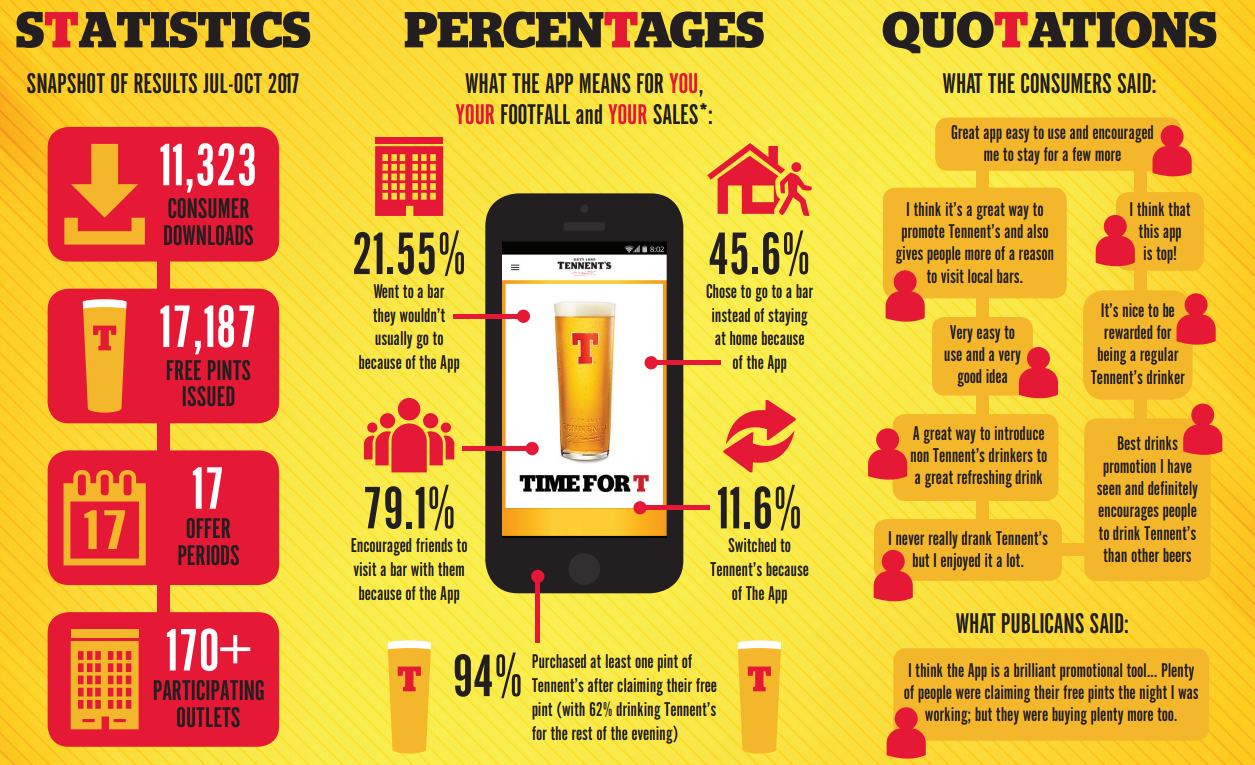 STATISTICS
SNAPSHOT OF RESULTS JUL-OCT 2017
11,323
CONSUMER
DOWNLOADS
T
17,187
FREE PINTS
ISSUED
17
17
OFFER
PERIODS
170+
PARTICIPATING
OUTLETS
PERCENTAGES
WHAT THE APP MEANS FOR YOU,
YOUR FOOTFALL and YOUR SALES*:
21.55%
Went to a bar
they wouldn't
usually go to
because of the App
45.6%
Chose to go to a bar
instead of staying
at home because
of the App
8:02
ESTD 1885
TENNENT'S
T
TIME FOR T
79.1%
Encouraged friends to
visit a bar with them
because of the App
11.6%
Switched to
Tennent's because
of The App
T
94%
Purchased at least one pint of
Tennent's after claiming their free
pint (with 62% drinking Tennent's
for the rest of the evening)
T
QUOTATIONS
WHAT THE CONSUMERS SAID:
Great app easy to use and encouraged
me to stay for a few more
I think it's a great way to
promote Tennent's and also
gives people more of a reason
to visit local bars.
I think that
this app
is top!
Very easy to
use and a very
good idea
It's nice to be
rewarded for
being a regular
Tennent's drinker
A great way to introduce
non Tennent's drinkers to
a great refreshing drink
Best drinks
promotion I have
seen and definitely
encourages people
to drink Tennent's
than other beers
I never really drank Tennent's
but I enjoyed it a lot.
WHAT PUBLICANS SAID:
I think the App is a brilliant promotional tool... Plenty
of people were claiming their free pints the night I was
working; but they were buying plenty more too.